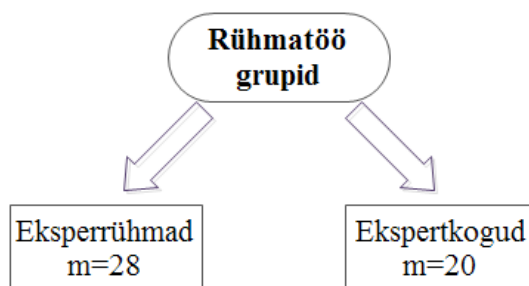 Rühmatöö
grupid
Eksperrühmad
m=28
Ekspertkogud
m=20